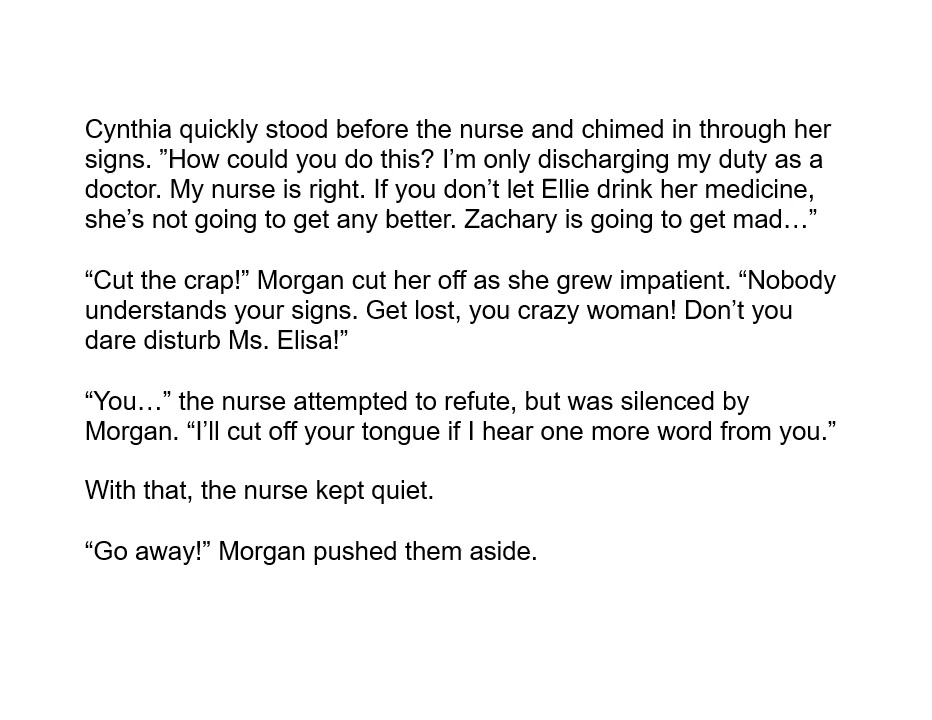 Cynthia quickly stood before the nurse and chimed in through her
signs. ”How could you do this? I’m only discharging my duty as a
doctor. My nurse is right. If you don’t let Ellie drink her medicine,
she’s not going to get any better. Zachary is going to get mad…”
“Cut the crap!” Morgan cut her off as she grew impatient. “Nobody
understands your signs. Get lost, you crazy woman! Don’t you
dare disturb Ms. Elisa!”
“You…” the nurse attempted to refute, but was silenced by
Morgan. “I’ll cut off your tongue if I hear one more word from you.”
With that, the nurse kept quiet.
“Go away!” Morgan pushed them aside.